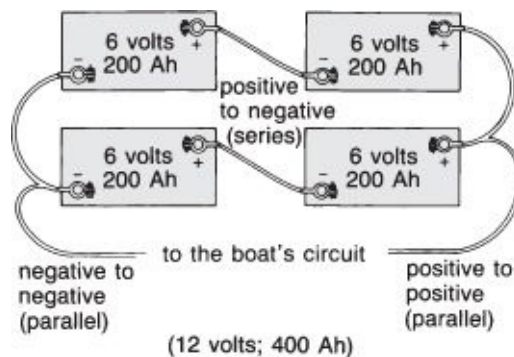 6 volts
200 Ah
+
-
6 volts
200 Ah
+
-
positive
to negative
(series)
6 volts
200 Ah
+
-
6 volts
200 Ah
+
-
to the boat's circuit
negative to
negative
(parallel)
positive to
positive
(parallel)
(12 volts; 400 Ah)